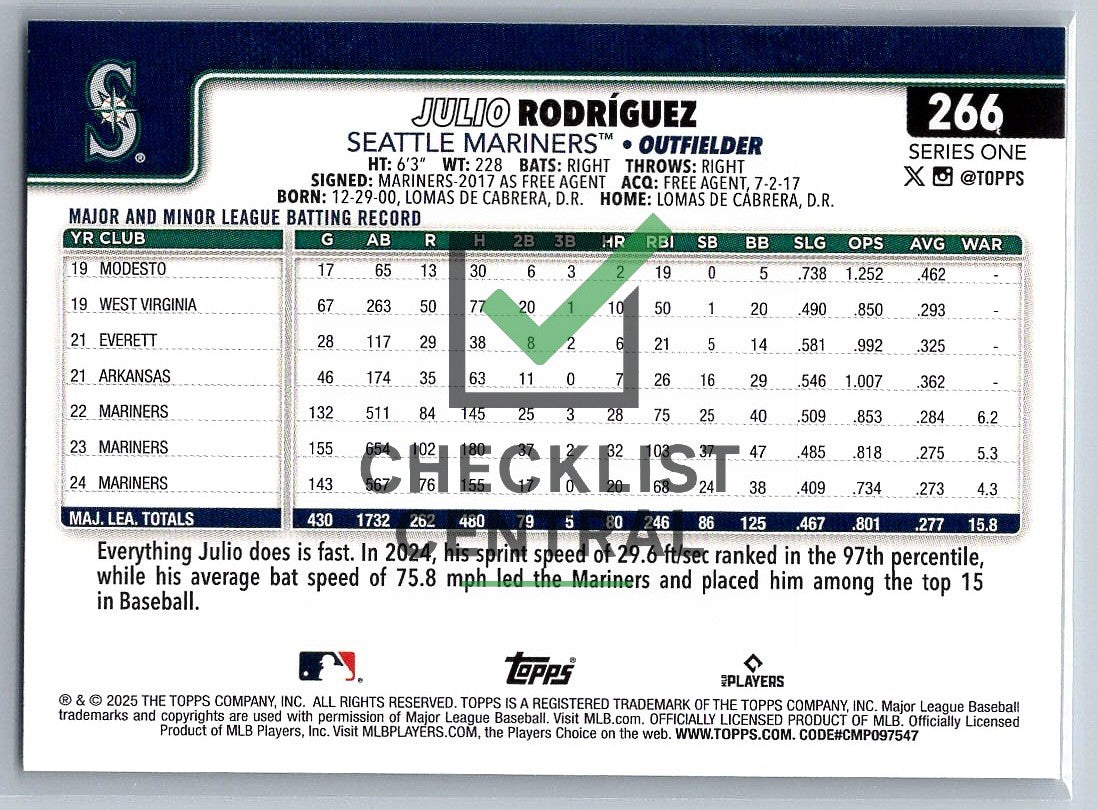 S ®
JULIO RODRÍGUEZ
266
SEATTLE MARINERS™ • OUTFIELDER
SERIES ONE
HT: 6'3" WT: 228 BATS: RIGHT THROWS: RIGHT
@TOPPS
SIGNED: MARINERS-2017 AS FREE AGENT ACQ: FREE AGENT, 7-2-17
BORN: 12-29-00, LOMAS DE CABRERA, D.R. HOME: LOMAS DE CABRERA, D.R.
MAJOR AND MINOR LEAGUE BATTING RECORD
YR CLUB G AB R H 2B 3B HR RBI SB BB SLG OPS AVG WAR
19 MODESTO 17 65 13 30 6 3 2 19 0 5 .738 1.252 .462 -
19 WEST VIRGINIA 67 263 50 77 20 1 10 50 1 20 .490 .850 .293 -
21 EVERETT 28 117 29 38 8 2 6 21 5 14 .581 .992 .325 -
21 ARKANSAS 46 174 35 63 11 0 7 26 16 29 .546 1.007 .362 -
22 MARINERS 132 511 84 145 25 3 28 75 25 40 .509 .853 .284 6.2
23 MARINERS 155 654 102 180 37 2 32 103 37 47 .485 .818 .275 5.3
24 MARINERS 143 567 76 155 17 0 20 68 24 38 .409 .734 .273 4.3
MAJ. LEA. TOTALS 430 1732 262 480 79 5 80 246 86 125 .467 .801 .277 15.8
CHECKLIST
CENTRAL
Everything Julio does is fast. In 2024, his sprint speed of 29.6 ft/sec ranked in the 97th percentile,
while his average bat speed of 75.8 mph led the Mariners and placed him among the top 15
in Baseball.
topps®
MLB PLAYERS
® & © 2025 THE TOPPS COMPANY, INC. ALL RIGHTS RESERVED. TOPPS IS A REGISTERED TRADEMARK OF THE TOPPS COMPANY, INC. Major League Baseball
trademarks and copyrights are used with permission of Major League Baseball. Visit MLB.com. OFFICIALLY LICENSED PRODUCT OF MLB. Officially Licensed
Product of MLB Players, Inc. Visit MLBPLAYERS.COM, the Players Choice on the web. WWW.TOPPS.COM. CODE#CMP097547